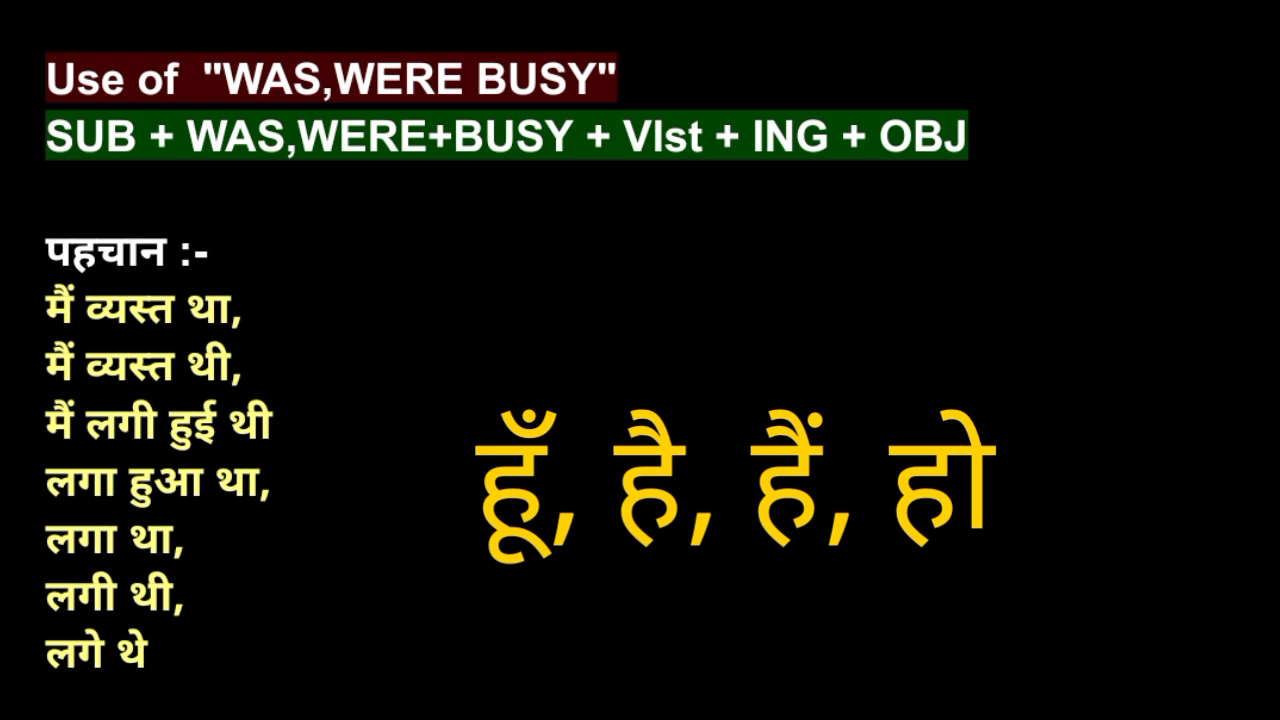 Use of "WAS,WERE BUSY"
SUB + WAS,WERE+BUSY + VIst + ING + OBJ
पहचान :-
मैं व्यस्त था,
मैं व्यस्त थी,
मैं लगी हुई थी
लगा हुआ था,
लगा था,
लगी थी,
लगे थे
हूँ, है, हैं, हो